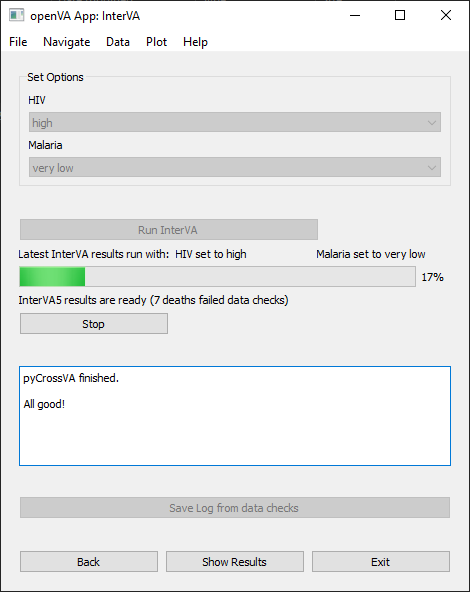 openVA App: InterVA
File Navigate Data Plot Help
Set Options
HIV
high
Malaria
very low
Run InterVA
Latest InterVA results run with: HIV set to high Malaria set to very low
17%
InterVA5 results are ready (7 deaths failed data checks)
Stop
pyCrossVA finished.
All good!
Save Log from data checks
Back Show Results Exit